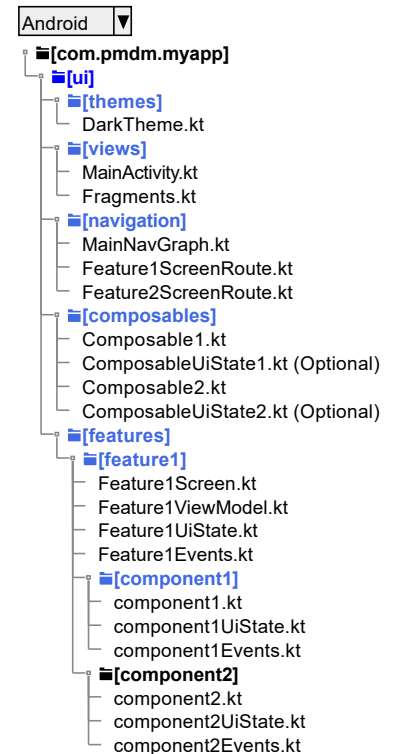 Android
[com.pmdm.myapp]
[ui]
[themes]
DarkTheme.kt
[views]
MainActivity.kt
Fragments.kt
[navigation]
MainNavGraph.kt
Feature1ScreenRoute.kt
Feature2ScreenRoute.kt
[composables]
Composable1.kt
ComposableUiState1.kt (Optional)
Composable2.kt
ComposableUiState2.kt (Optional)
[features]
[feature1]
Feature1Screen.kt
Feature1ViewModel.kt
Feature1UiState.kt
Feature1Events.kt
[component1]
component1.kt
component1UiState.kt
component1Events.kt
[component2]
component2.kt
component2UiState.kt
component2Events.kt